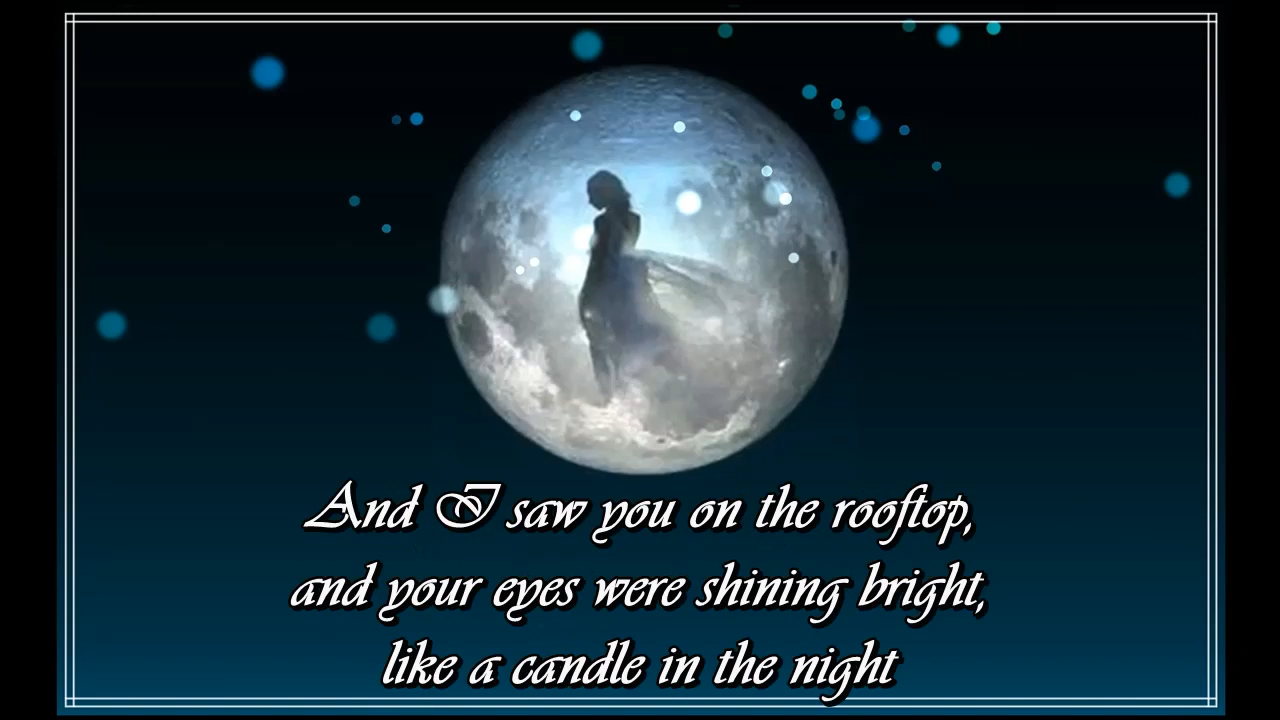 And I saw you on the rooftop,
and your eyes were shining bright,
like a candle in the night